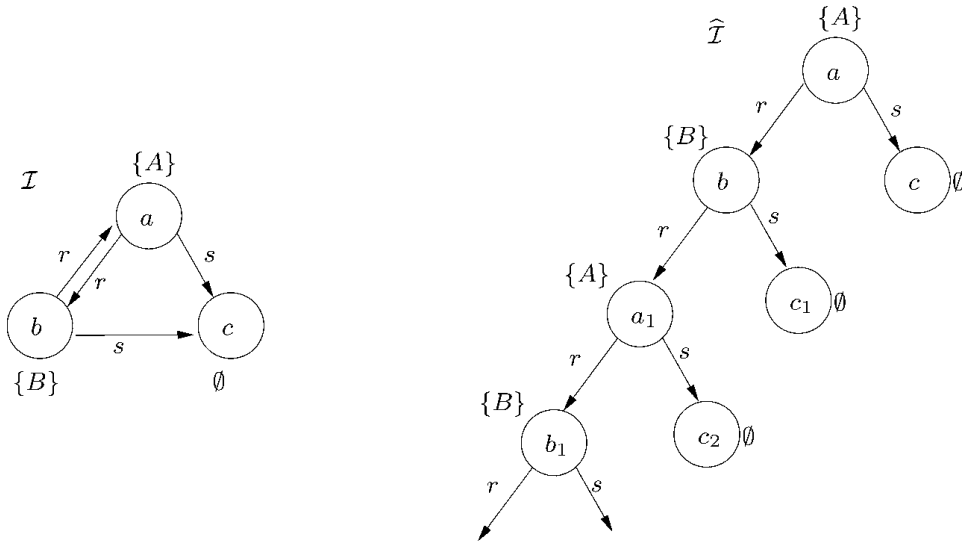 𝓘
{A}
a
r
r
s
b
s
c
{B}
∅
𝓘̂
{A}
a
r
s
{B}
b
c
∅
r
s
{A}
a₁
c₁
∅
r
s
{B}
b₁
c₂
∅
r
s